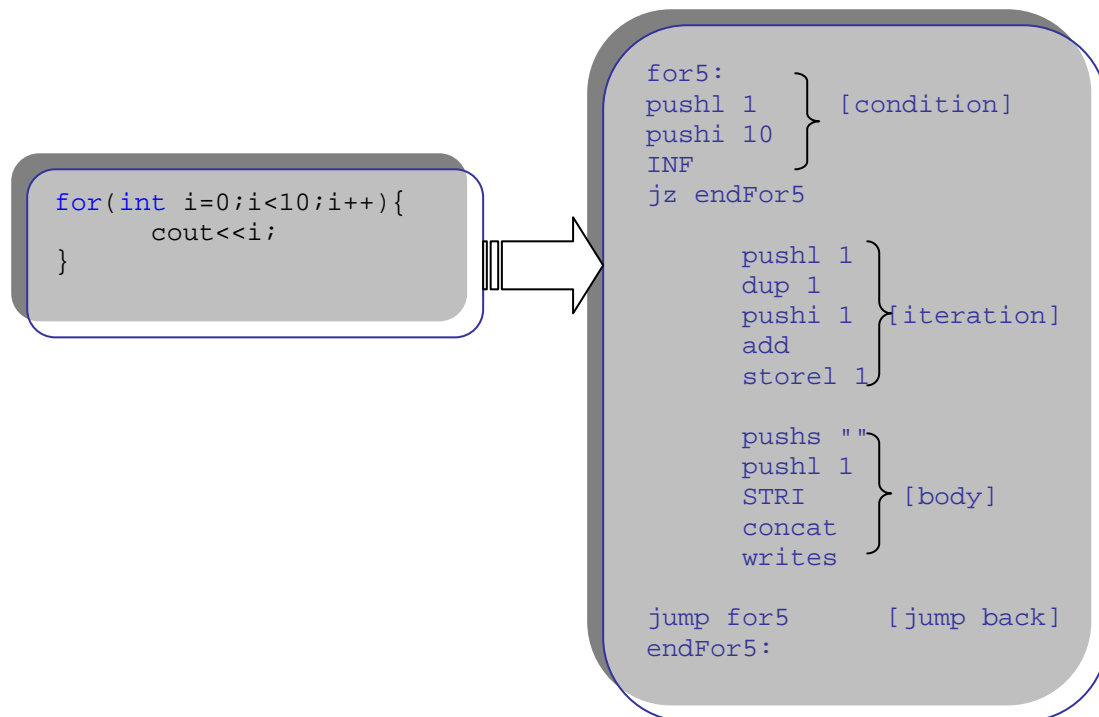 for(int i=0;i<10;i++){
cout<<i;
}
for5:
pushl 1
pushi 10
INF
jz endFor5
[condition]
pushl 1
dup 1
pushi 1
add
storel 1
[iteration]
pushs ""
pushl 1
STRI
concat
writes
[body]
jump for5 [jump back]
endFor5: